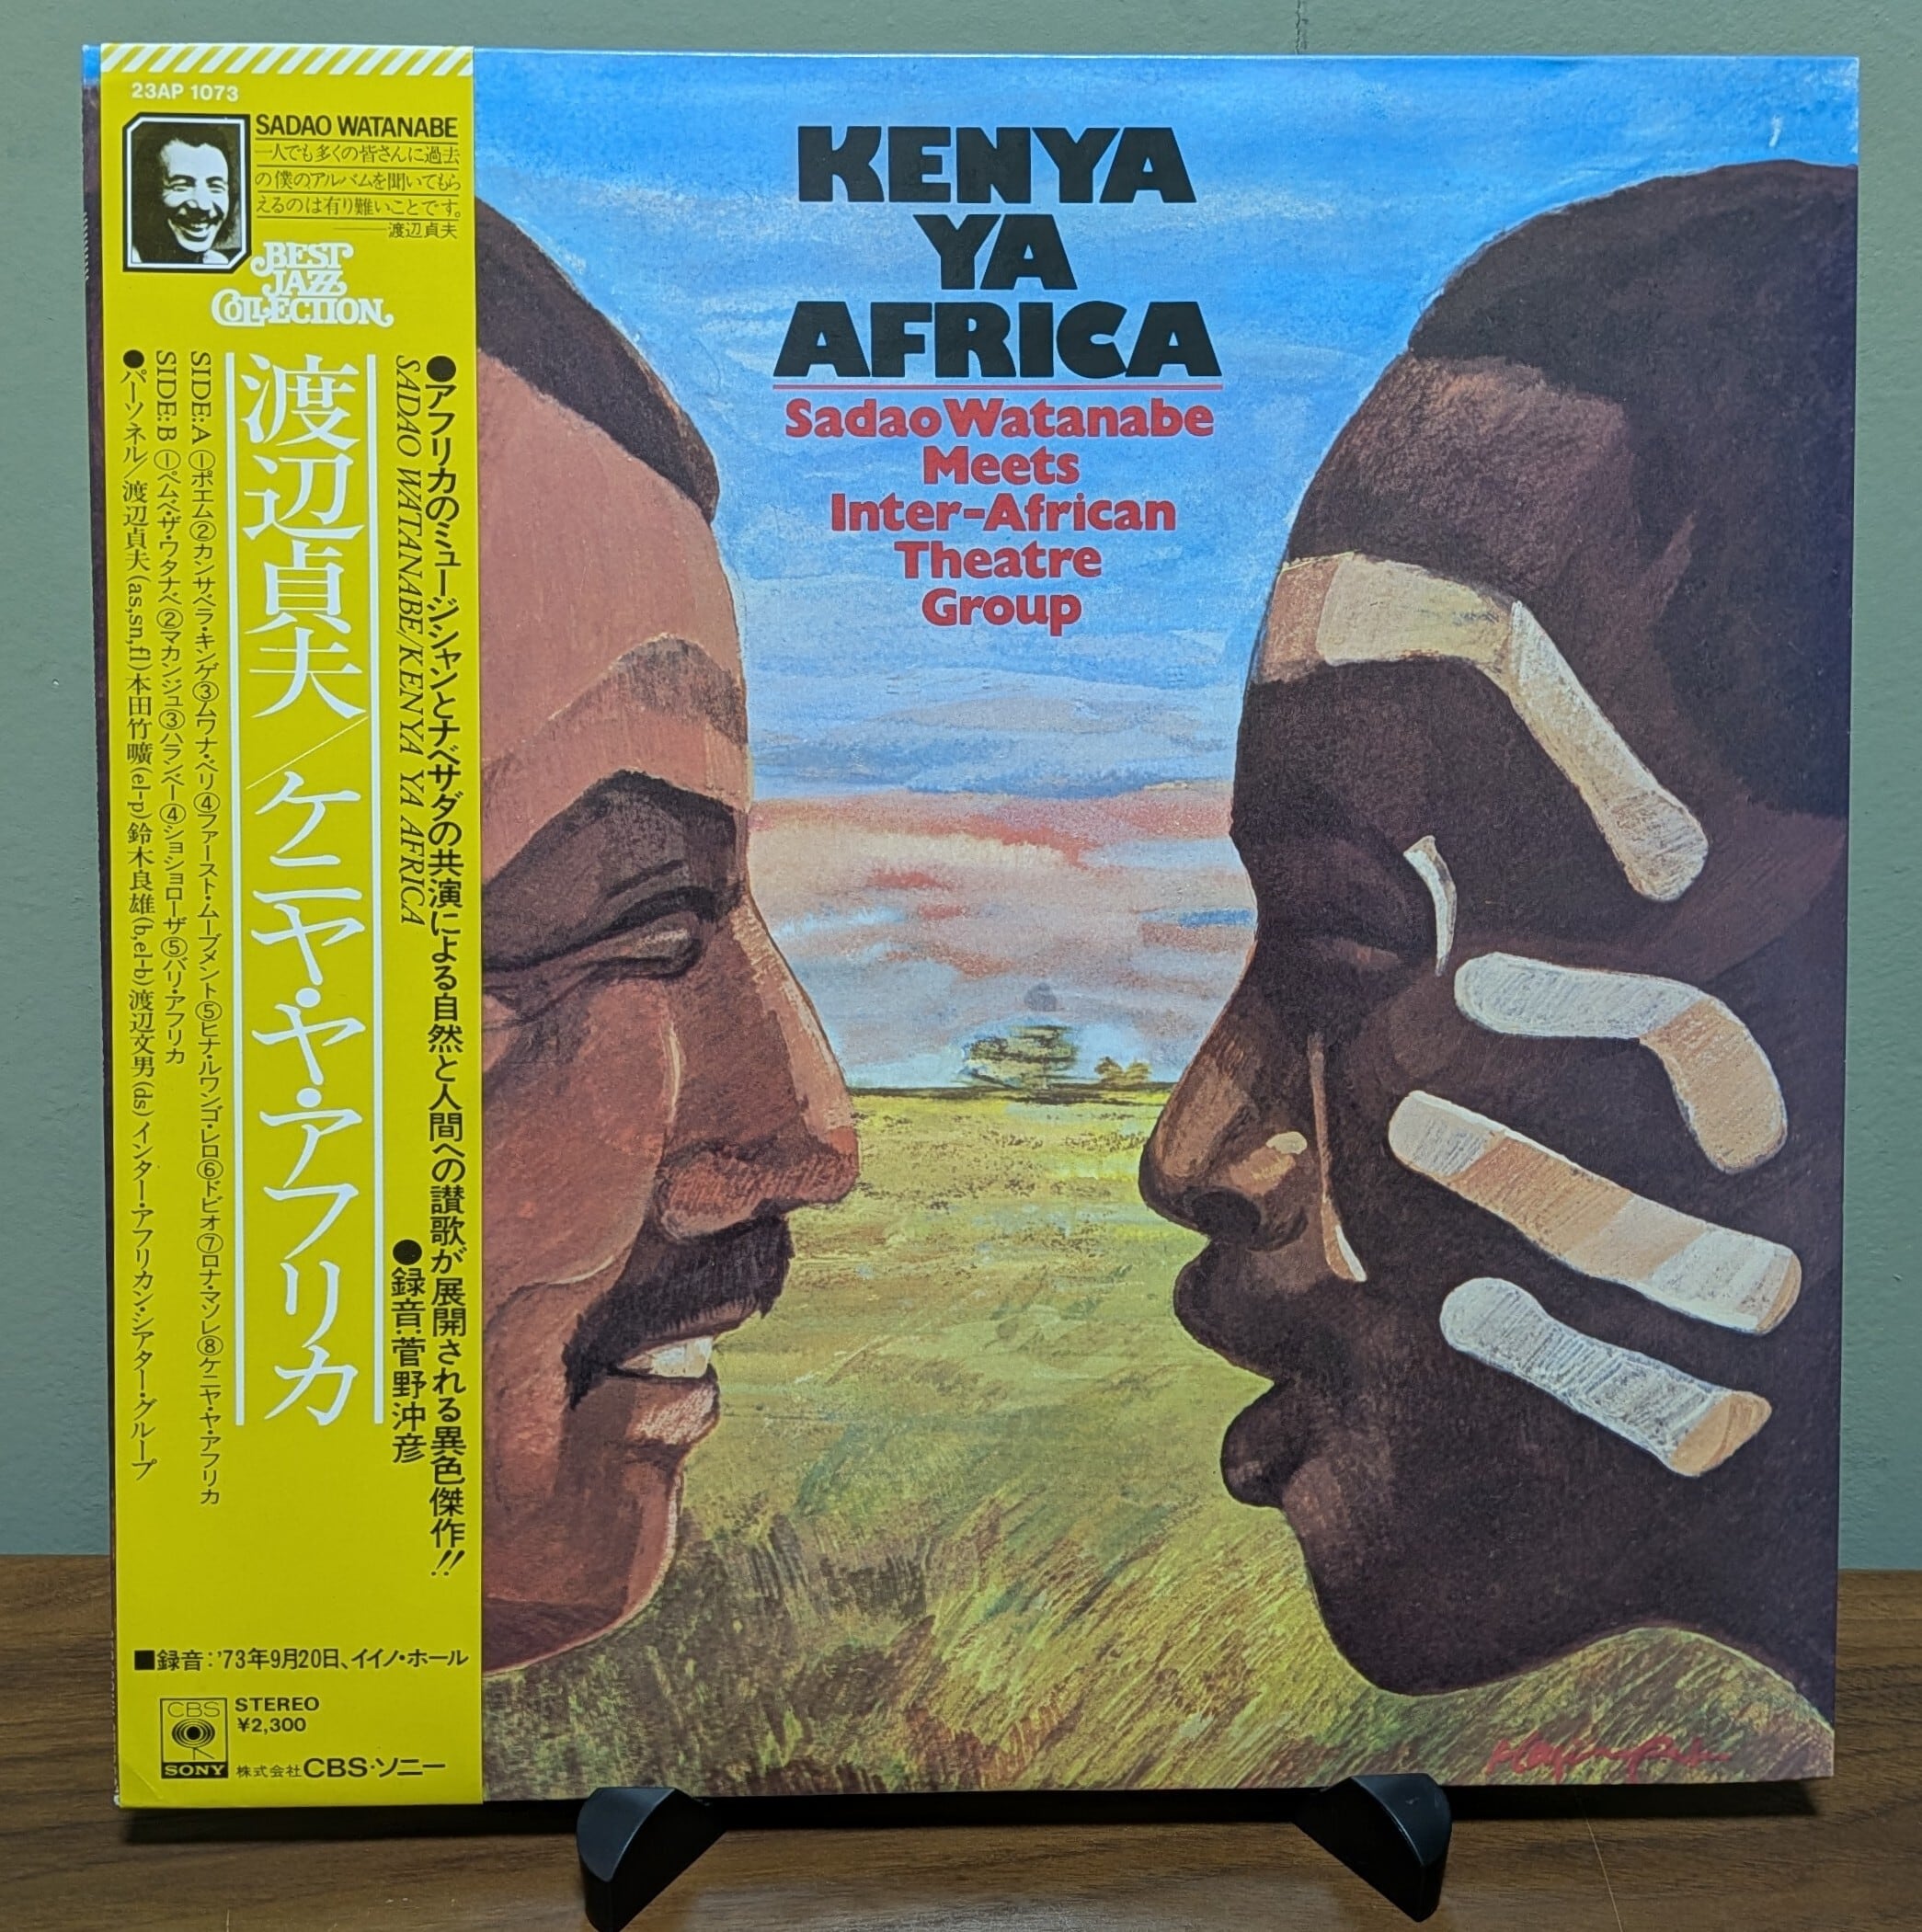 23AP 1073
SADAO WATANABE
一人でも多くの皆さんに過去
の僕のアルバムを聞いてもら
えるのは有り難いことです。
——渡辺貞夫
BEST
JAZZ
COLLECTION
●アフリカのミュージシャンとナベサダの共演による自然と人間への讃歌が展開される異色傑作!!
SADAO WATANABE/KENYA YA AFRICA
●録音:菅野沖彦
渡辺貞夫/ケニヤ・ヤ・アフリカ
SIDE:A ①ポエム②カンサベラ・キンゲ③ムワナ・ベリ④ファースト・ムーブメント⑤ヒナ・ルワンゴ・レロ⑥ドビオ⑦ロナ・マソレ⑧ケニヤ・ヤ・アフリカ
SIDE:B ①ペムベ・ザ・ワタナベ②マカンジュ③ハランベー④ショショローザ⑤バリ・アフリカ
●パーソネル/渡辺貞夫(as,sn,fl)本田竹曠(el-p)鈴木良雄(b,el-b)渡辺文男(ds)インター・アフリカン・シアター・グループ
■録音:'73年9月20日、イイノ・ホール
CBS
SONY
STEREO
¥2,300
株式会社CBS・ソニー
KENYA
YA
AFRICA
Sadao Watanabe
Meets
Inter-African
Theatre
Group